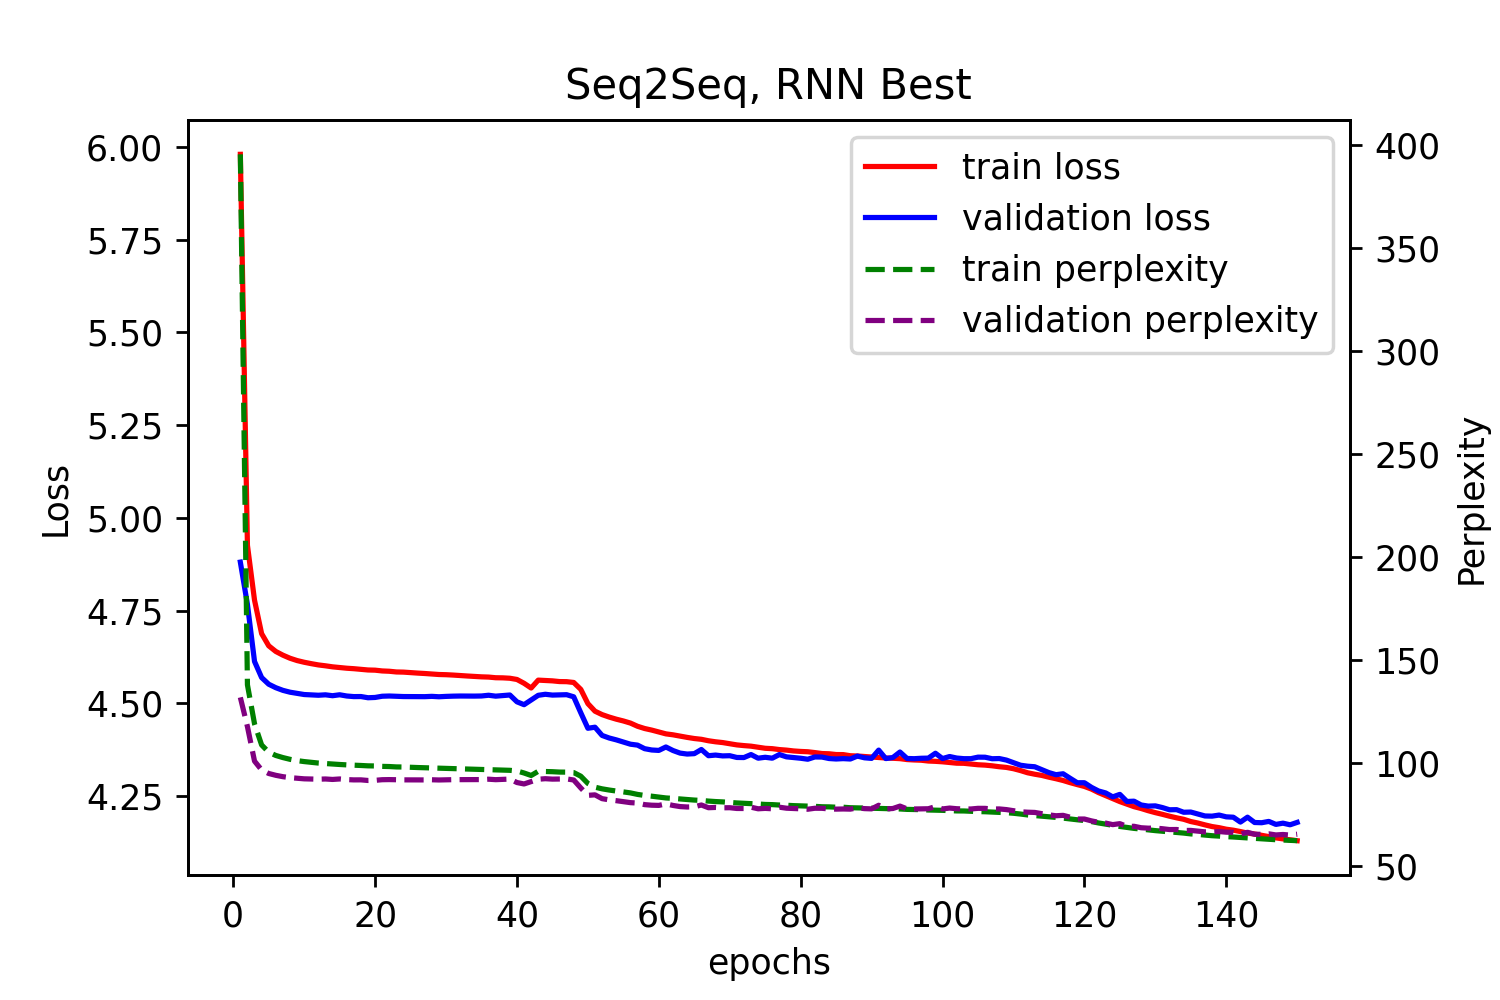 Seq2Seq, RNN Best
6.00
5.75
5.50
5.25
5.00
4.75
4.50
4.25
Loss
train loss
validation loss
train perplexity
validation perplexity
400
350
300
250
200
150
100
50
Perplexity
0 20 40 60 80 100 120 140
epochs